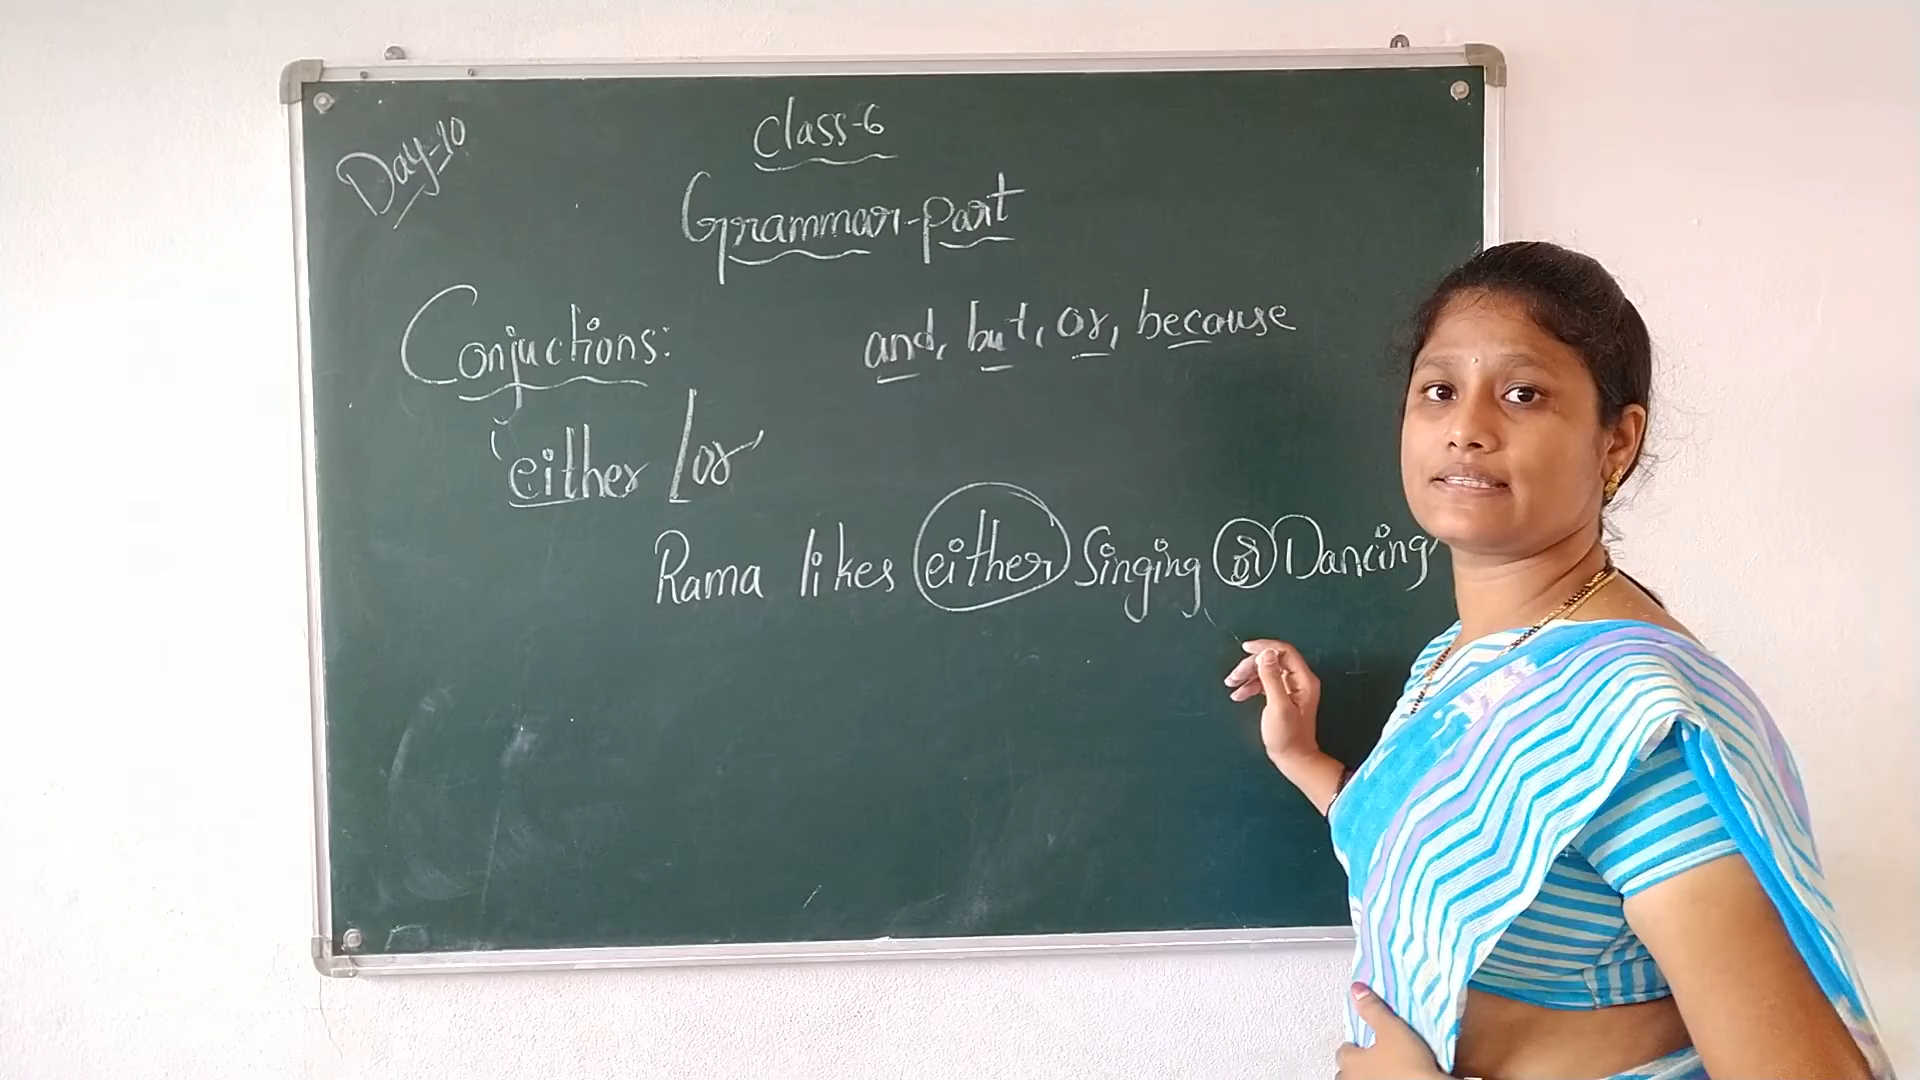 Day-10
Class-6
Grammar-part
Conjuctions:
and, but, or, because
'either / or'
Rama likes either Singing or Dancing